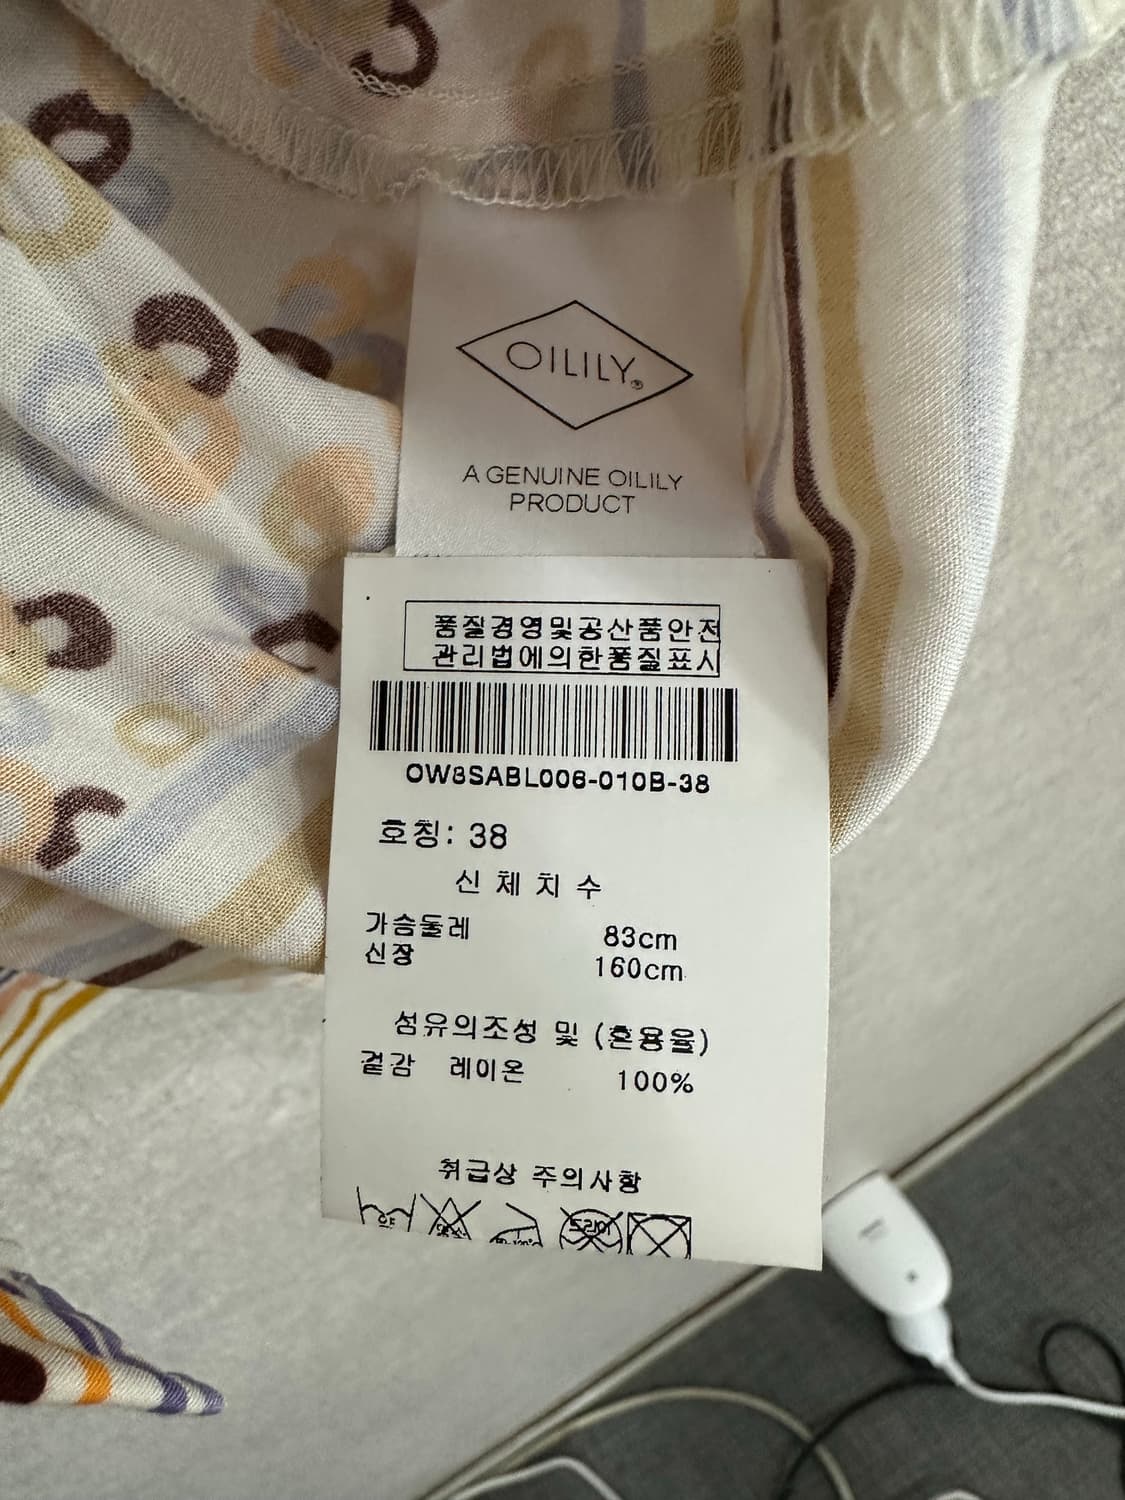 OILILY®
A GENUINE OILILY
PRODUCT
품질경영및공산품안전
관리법에의한품질표시
OW8SABL006-010B-38
호칭: 38
신체치수
가슴둘레 83cm
신장 160cm
섬유의조성 및 (혼용율)
겉감 레이온 100%
취급상 주의사항
드라이